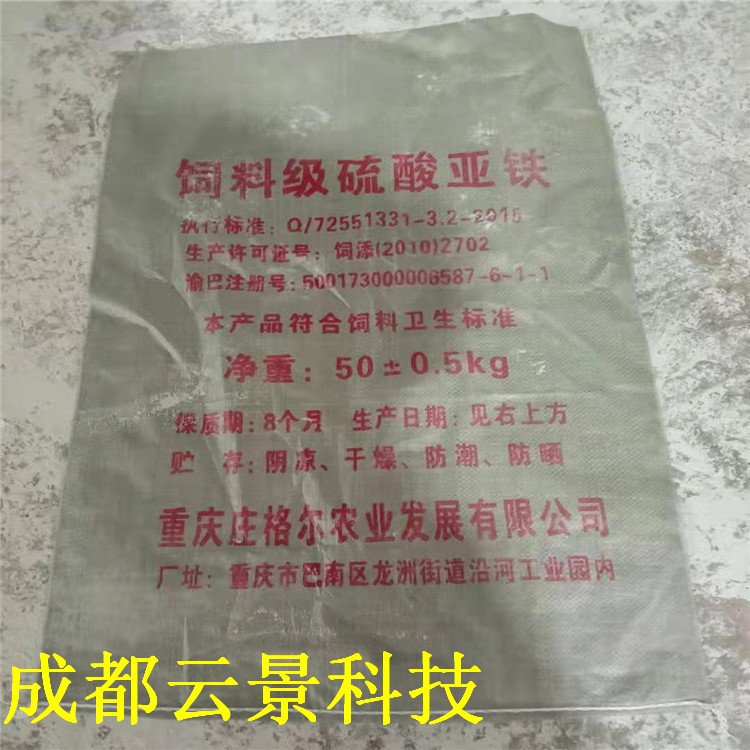 饲料级硫酸亚铁
执行标准：Q/72551331-3.2-2015
生产许可证号：饲添(2010)2702
渝巴注册号：500173000006587-6-1-1
本产品符合饲料卫生标准
净重：50±0.5kg
保质期：8个月 生产日期：见右上方
贮 存：阴凉、干燥、防潮、防晒
重庆庄格尔农业发展有限公司
厂址：重庆市巴南区龙洲街道沿河工业园内
成都云景科技